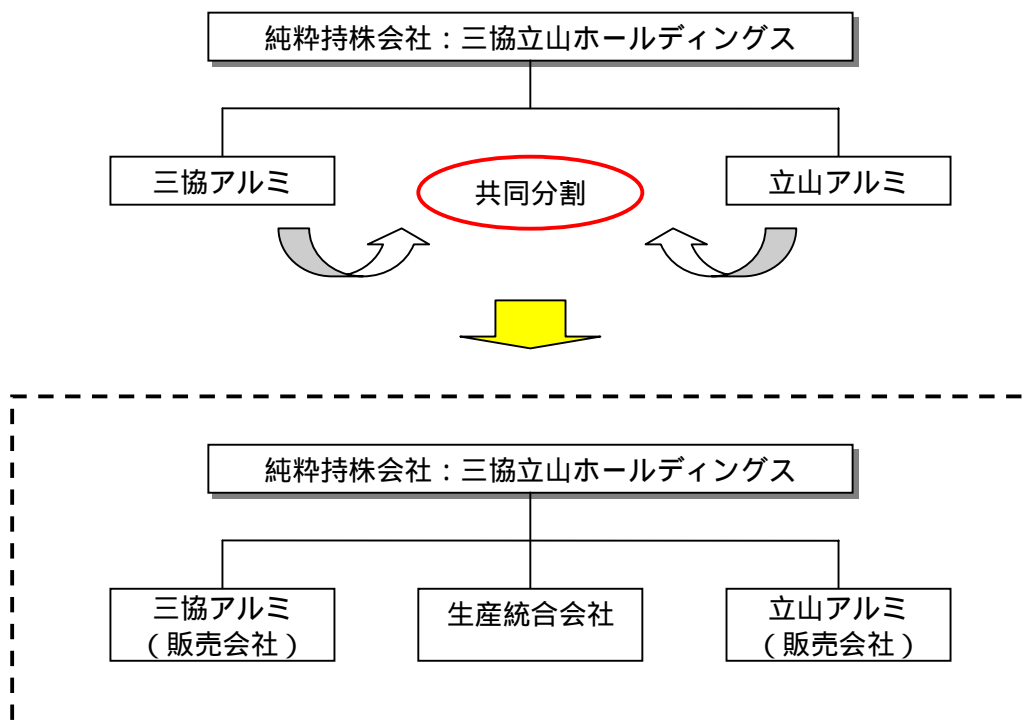 純粋持株会社：三協立山ホールディングス
三協アルミ
共同分割
立山アルミ
純粋持株会社：三協立山ホールディングス
三協アルミ
（販売会社）
生産統合会社
立山アルミ
（販売会社）